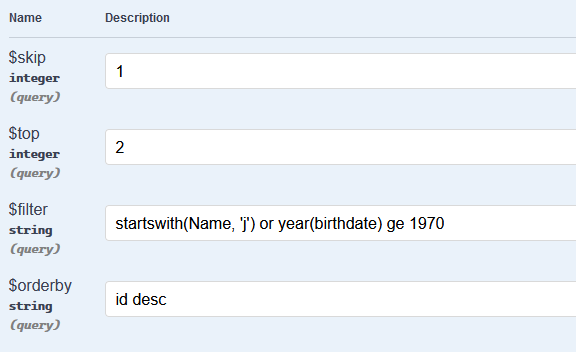 Name Description
$skip
integer
(query)
1
$top
integer
(query)
2
$filter
string
(query)
startswith(Name, 'j') or year(birthdate) ge 1970
$orderby
string
(query)
id desc